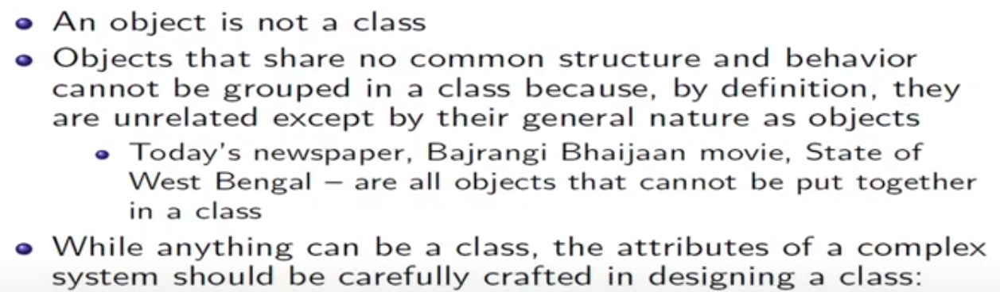 An object is not a class
Objects that share no common structure and behavior
cannot be grouped in a class because, by definition, they
are unrelated except by their general nature as objects
Today's newspaper, Bajrangi Bhaijaan movie, State of
West Bengal – are all objects that cannot be put together
in a class
While anything can be a class, the attributes of a complex
system should be carefully crafted in designing a class: